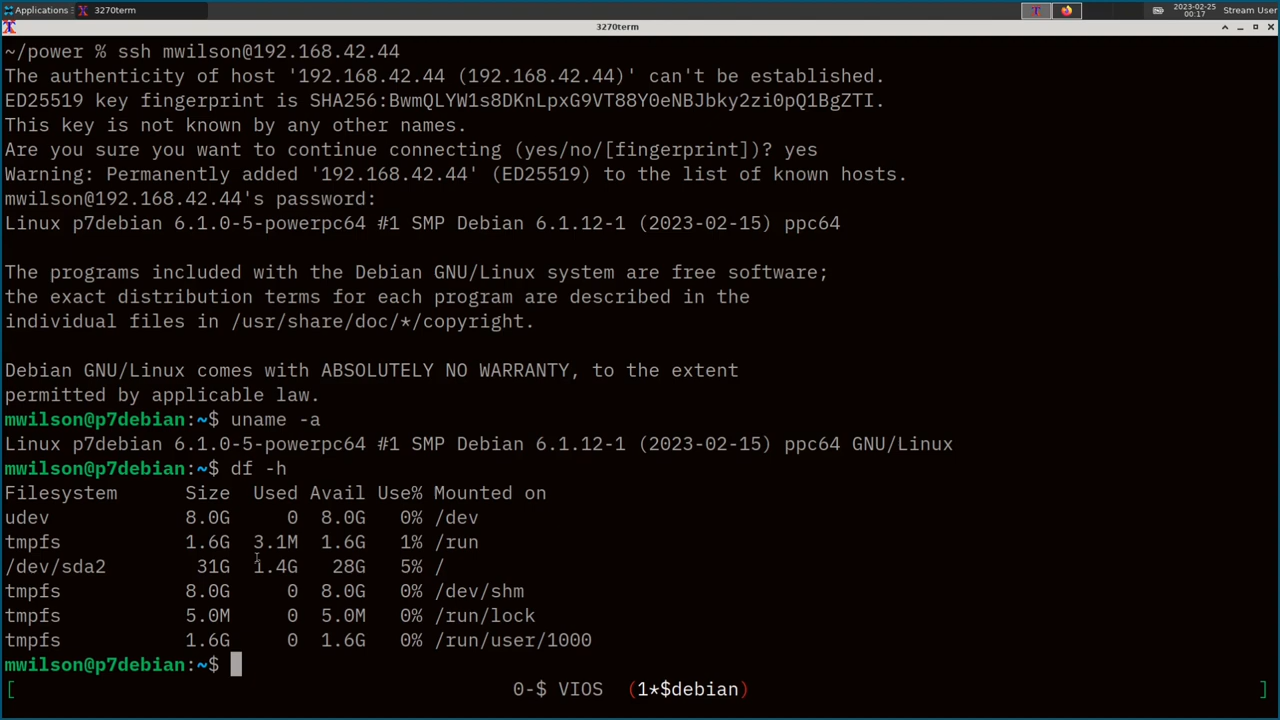 Applications
3270term
2023-02-25
00:17
Stream User
3270term
~/power % ssh mwilson@192.168.42.44
The authenticity of host '192.168.42.44 (192.168.42.44)' can't be established.
ED25519 key fingerprint is SHA256:BwmQLYW1s8DKnLpxG9VT88Y0eNBJbky2zi0pQ1BgZTI.
This key is not known by any other names.
Are you sure you want to continue connecting (yes/no/[fingerprint])? yes
Warning: Permanently added '192.168.42.44' (ED25519) to the list of known hosts.
mwilson@192.168.42.44's password:
Linux p7debian 6.1.0-5-powerpc64 #1 SMP Debian 6.1.12-1 (2023-02-15) ppc64
The programs included with the Debian GNU/Linux system are free software;
the exact distribution terms for each program are described in the
individual files in /usr/share/doc/*/copyright.
Debian GNU/Linux comes with ABSOLUTELY NO WARRANTY, to the extent
permitted by applicable law.
mwilson@p7debian:~$ uname -a
Linux p7debian 6.1.0-5-powerpc64 #1 SMP Debian 6.1.12-1 (2023-02-15) ppc64 GNU/Linux
mwilson@p7debian:~$ df -h
Filesystem      Size  Used Avail Use% Mounted on
udev            8.0G     0  8.0G   0% /dev
tmpfs           1.6G  3.1M  1.6G   1% /run
/dev/sda2        31G  1.4G   28G   5% /
tmpfs           8.0G     0  8.0G   0% /dev/shm
tmpfs           5.0M     0  5.0M   0% /run/lock
tmpfs           1.6G     0  1.6G   0% /run/user/1000
mwilson@p7debian:~$
[ 0-$ VIOS (1*$debian) ]